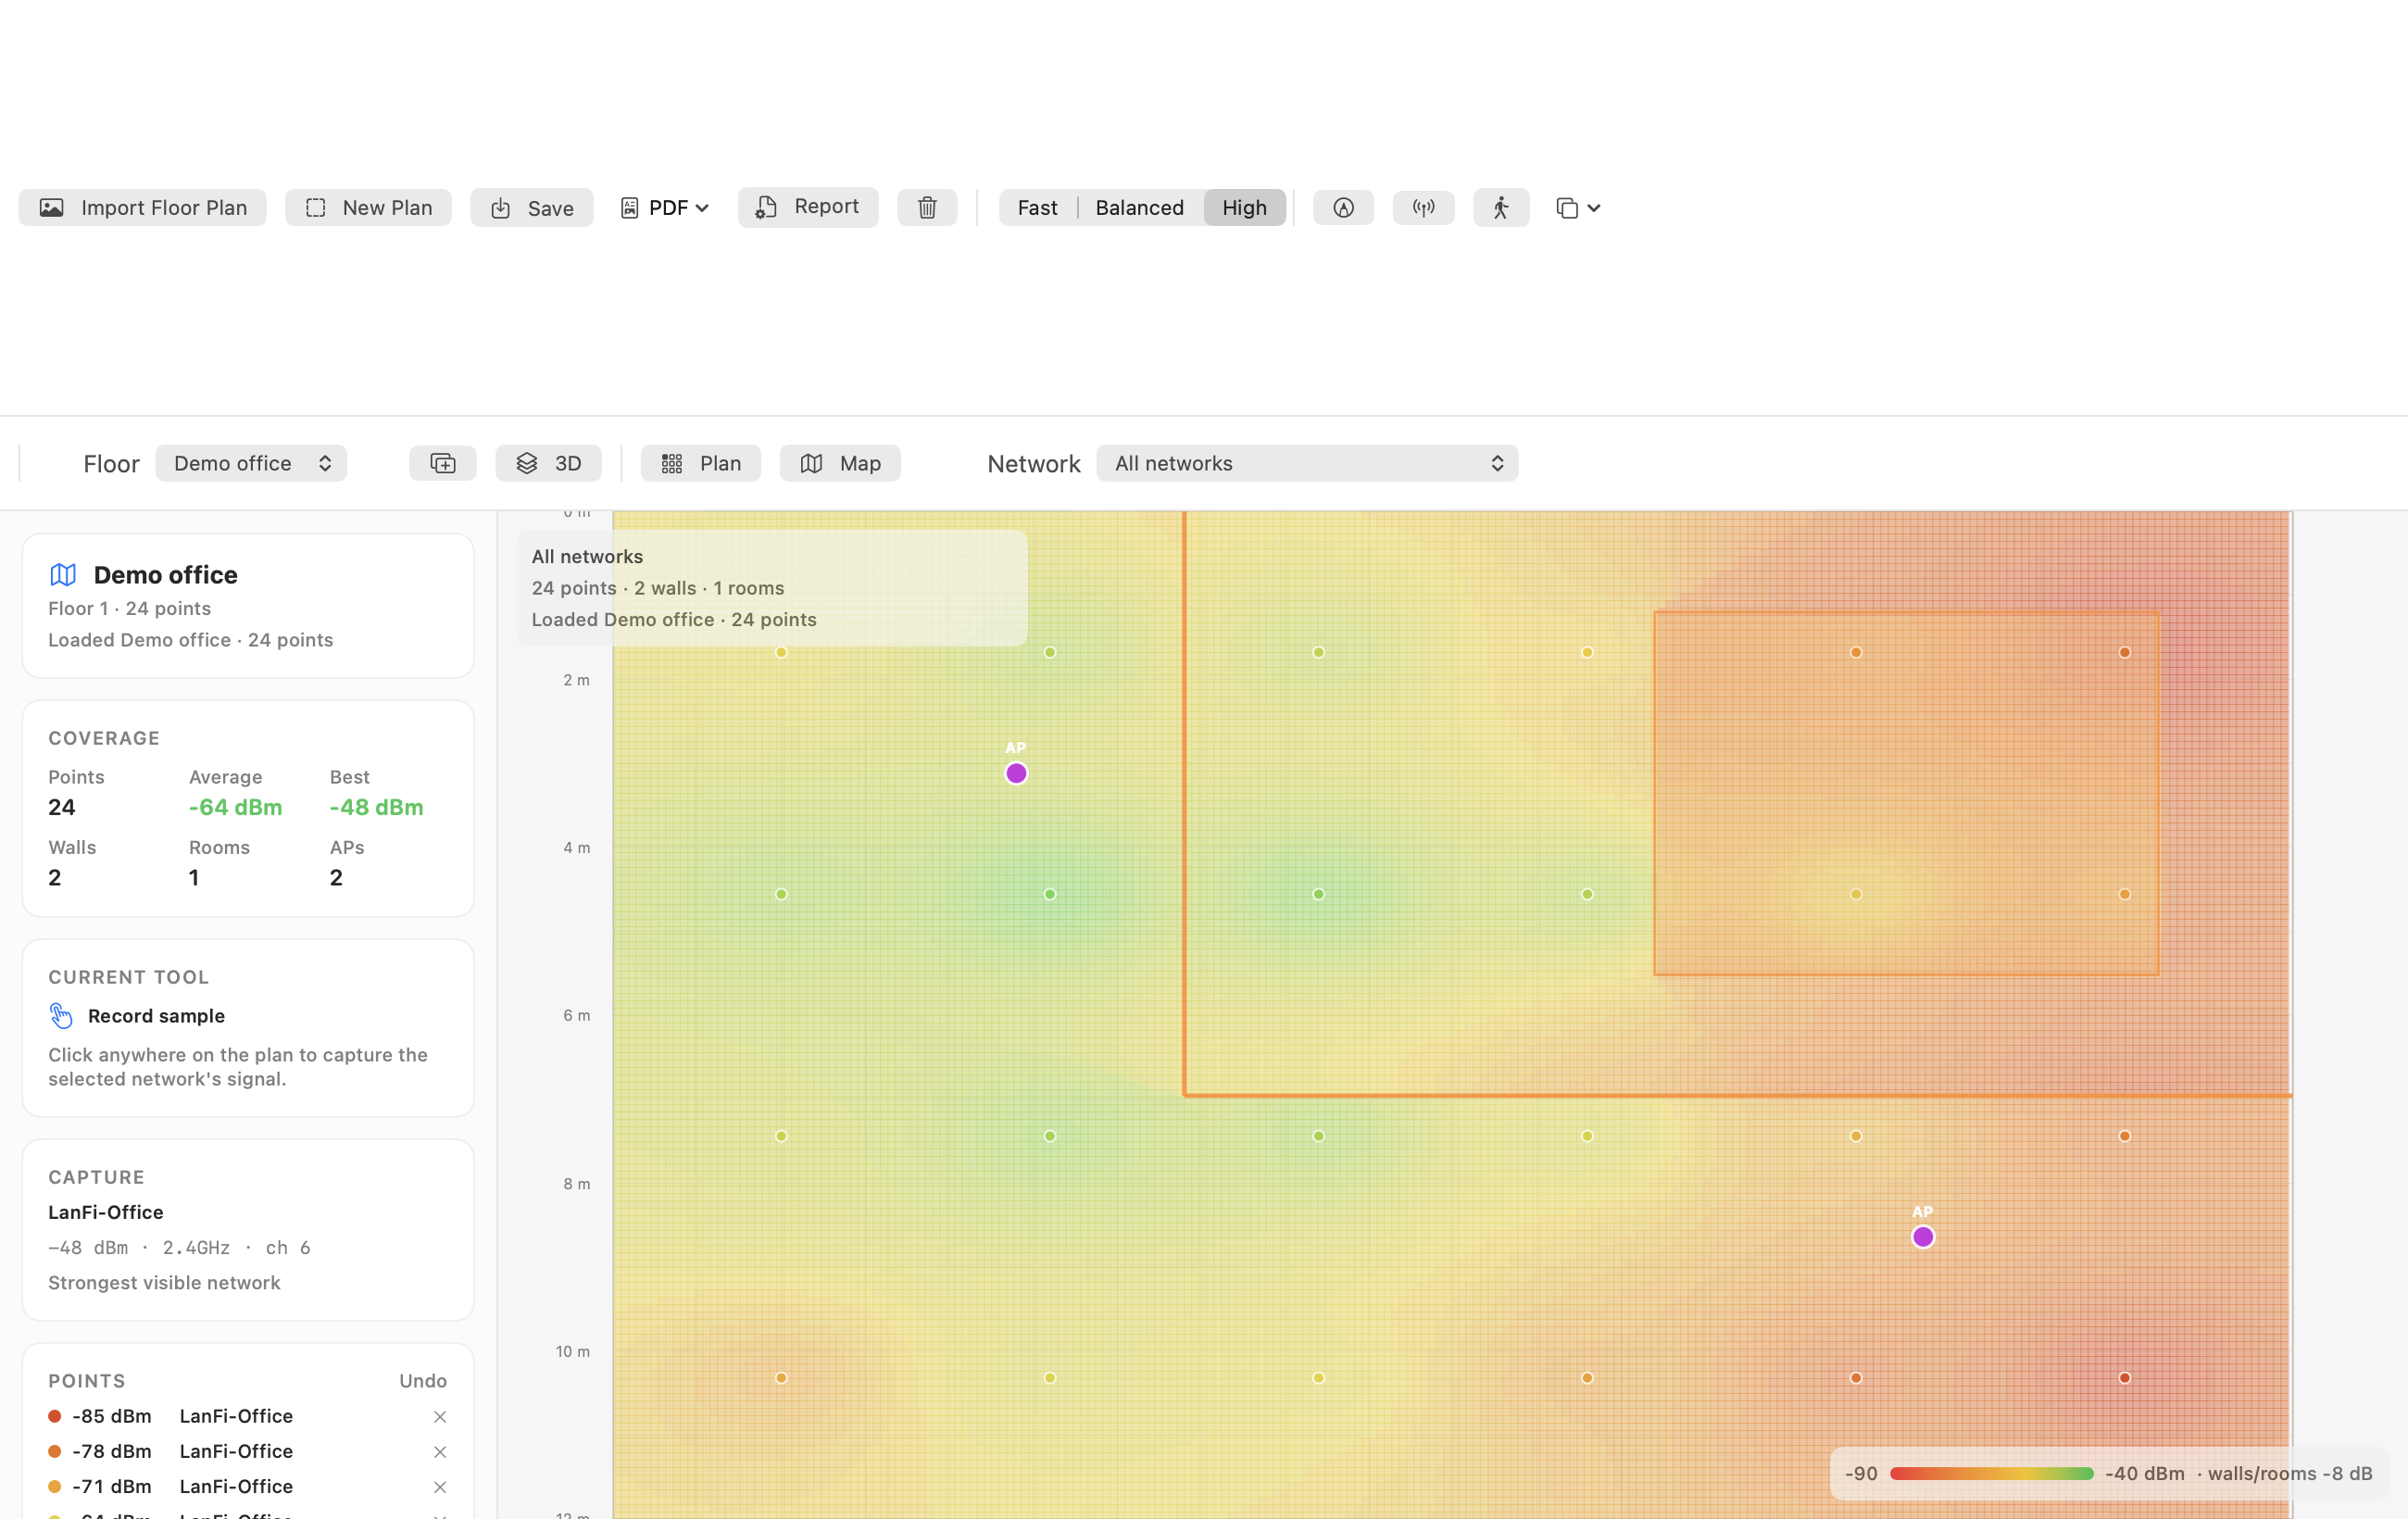 Import Floor Plan New Plan Save PDF Report Fast Balanced High
Floor Demo office 3D Plan Map Network All networks
Demo office
Floor 1 · 24 points
Loaded Demo office · 24 points
COVERAGE
Points Average Best
24 -64 dBm -48 dBm
Walls Rooms APs
2 1 2
CURRENT TOOL
Record sample
Click anywhere on the plan to capture the
selected network's signal.
CAPTURE
LanFi-Office
−48 dBm · 2.4GHz · ch 6
Strongest visible network
POINTS Undo
-85 dBm LanFi-Office
-78 dBm LanFi-Office
-71 dBm LanFi-Office
-64 dBm LanFi-Office
0 m
All networks
24 points · 2 walls · 1 rooms
Loaded Demo office · 24 points
2 m
AP
4 m
6 m
8 m
AP
10 m
12 m
-90 -40 dBm · walls/rooms -8 dB